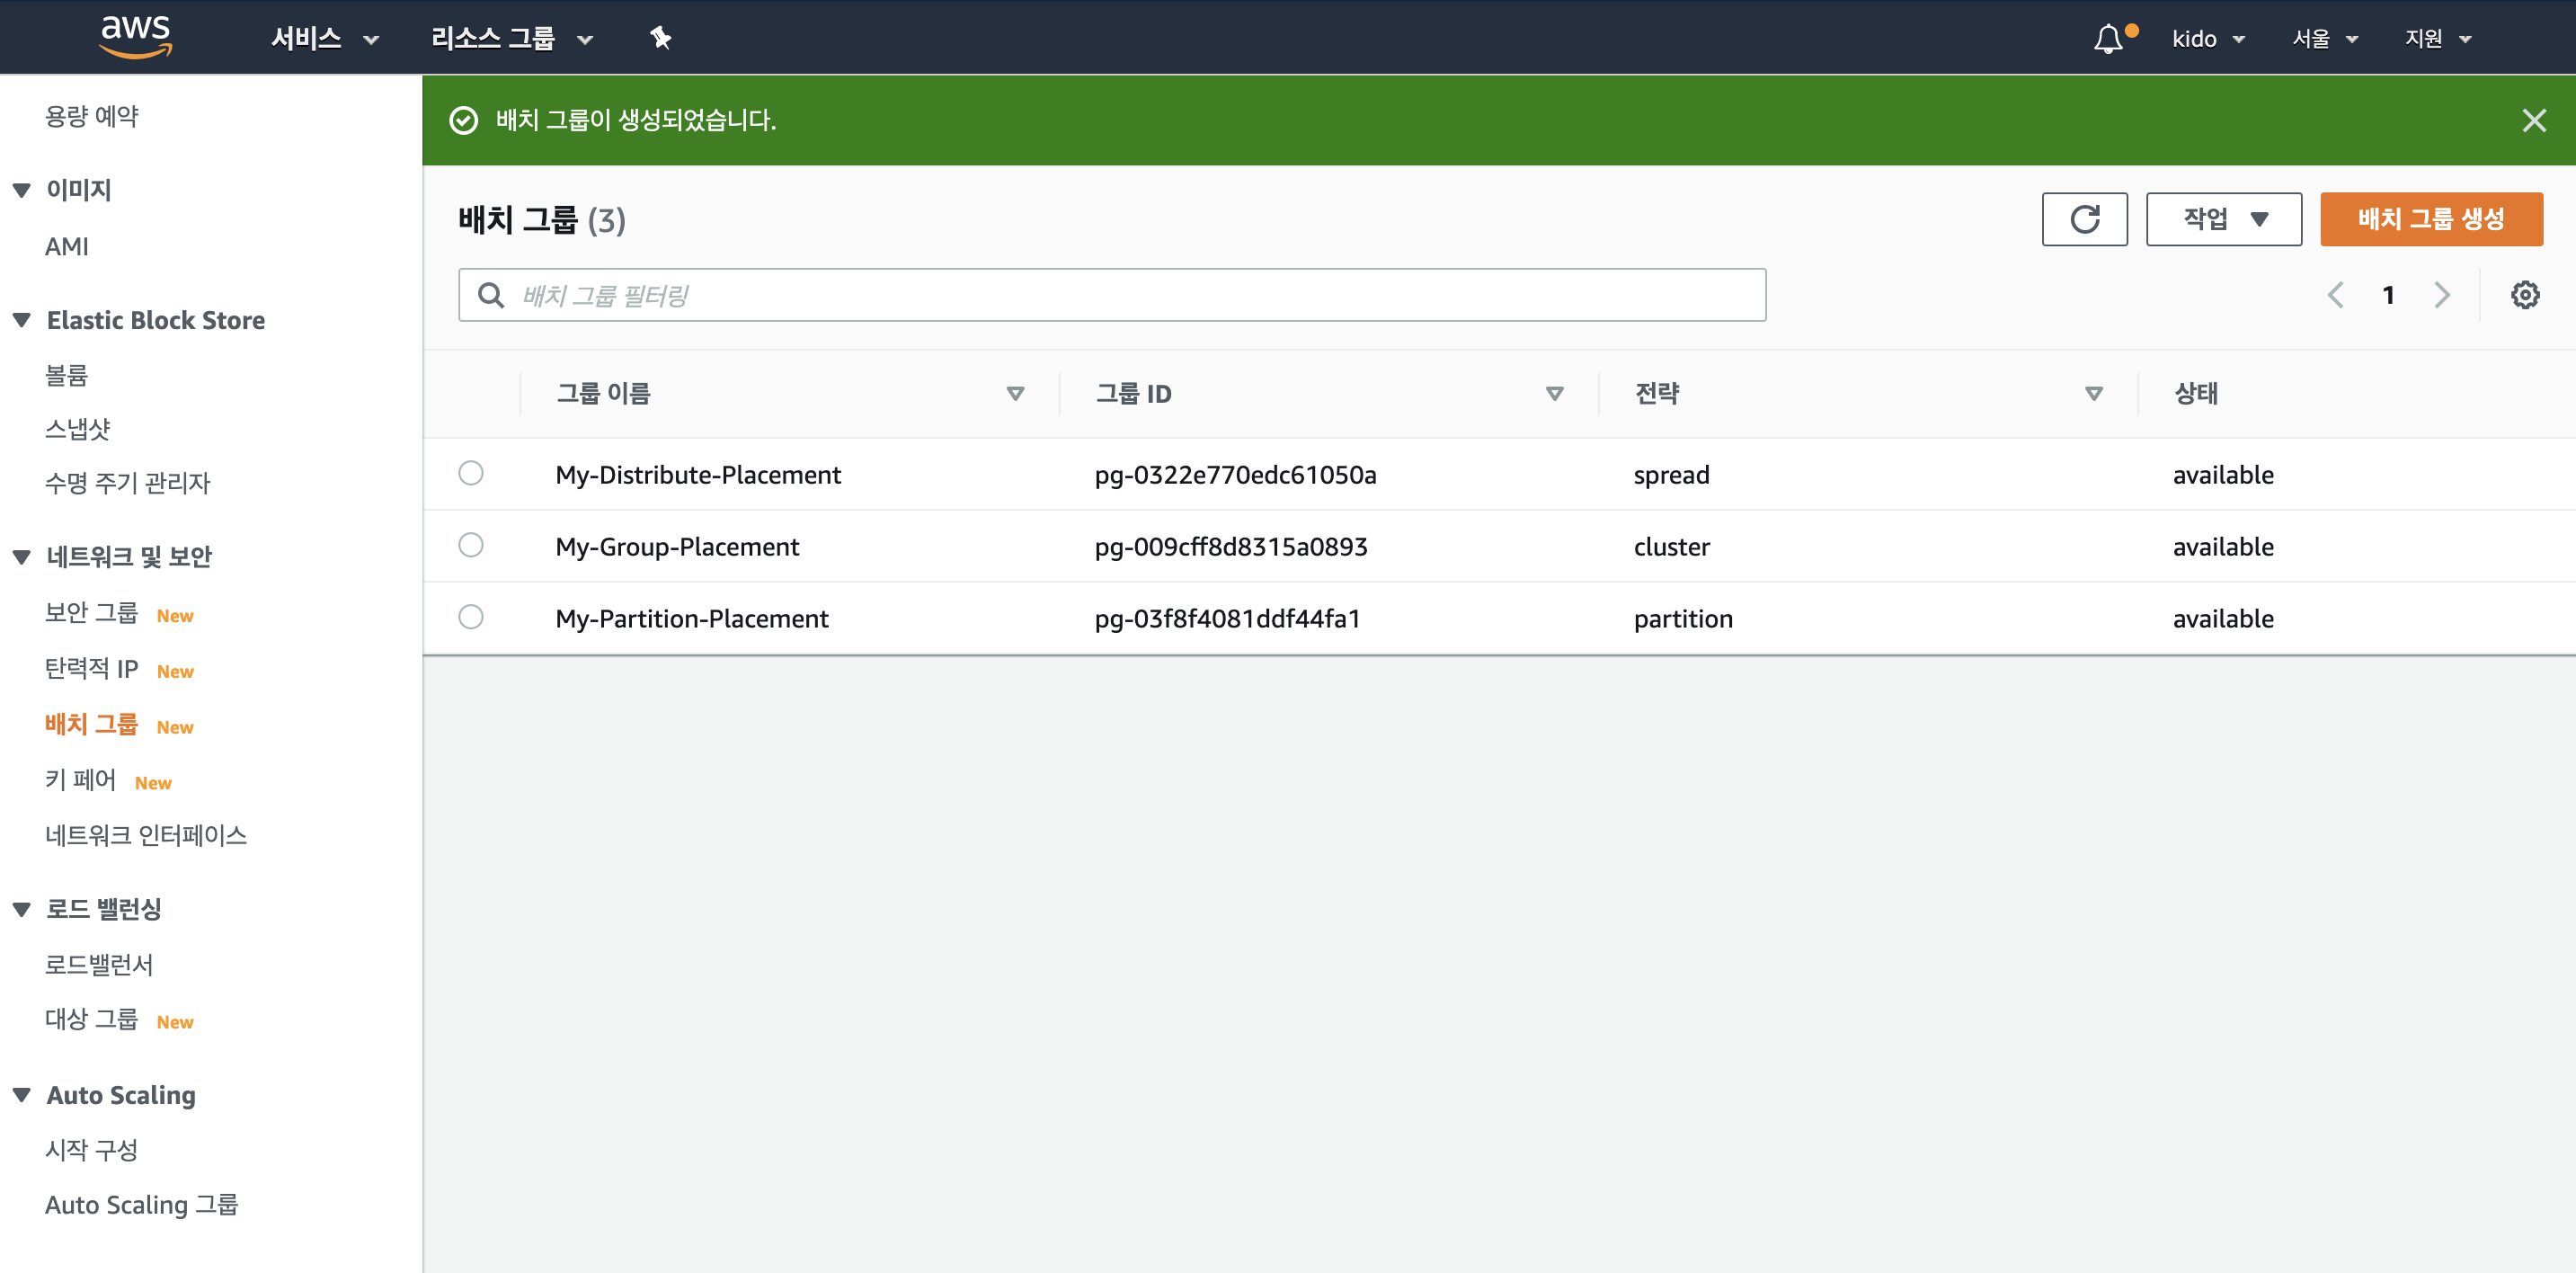 aws 서비스 리소스 그룹 kido 서울 지원
용량 예약
이미지
AMI
Elastic Block Store
볼륨
스냅샷
수명 주기 관리자
네트워크 및 보안
보안 그룹 New
탄력적 IP New
배치 그룹 New
키 페어 New
네트워크 인터페이스
로드 밸런싱
로드밸런서
대상 그룹 New
Auto Scaling
시작 구성
Auto Scaling 그룹
배치 그룹이 생성되었습니다.
배치 그룹 (3) 작업 배치 그룹 생성
배치 그룹 필터링 1
그룹 이름 그룹 ID 전략 상태
My-Distribute-Placement pg-0322e770edc61050a spread available
My-Group-Placement pg-009cff8d8315a0893 cluster available
My-Partition-Placement pg-03f8f4081ddf44fa1 partition available